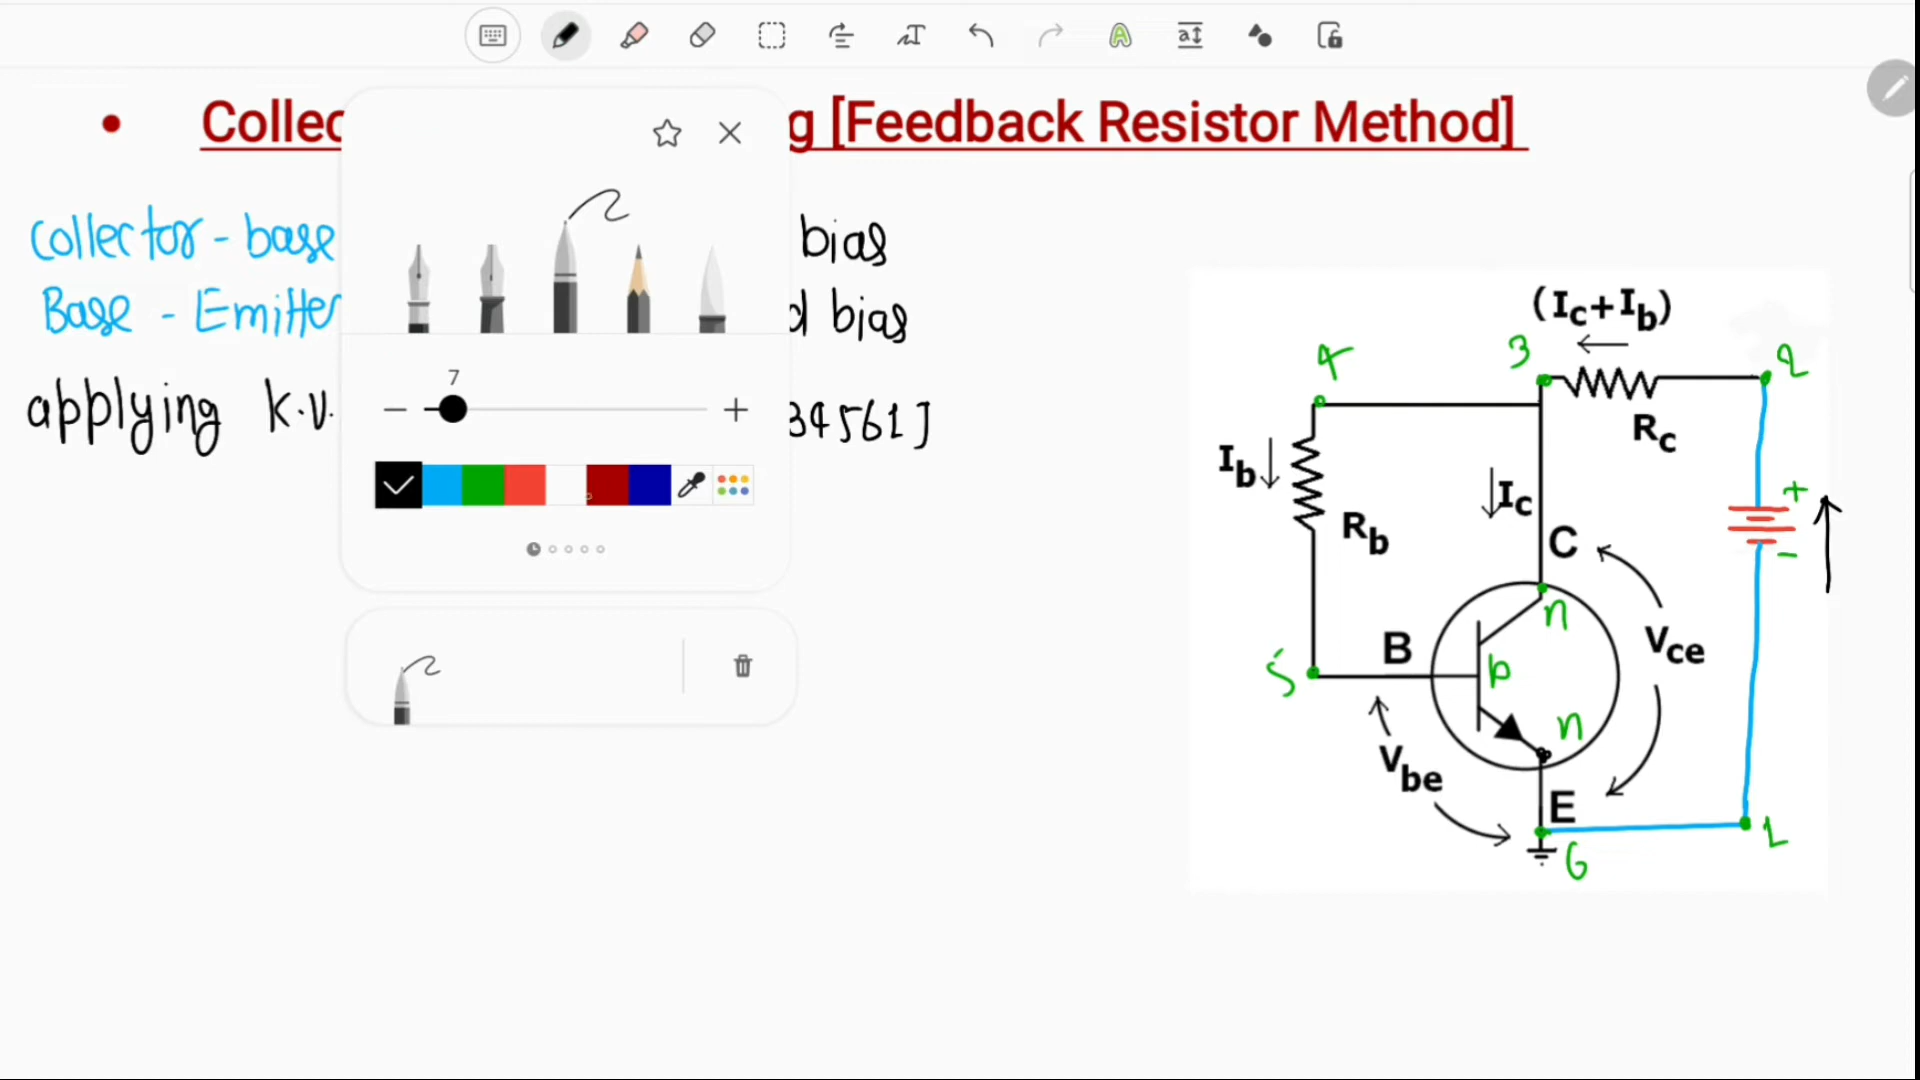 • Collec g [Feedback Resistor Method]
collector - base bias
Base - Emitter d bias
applying k.v. 34561]
7
(Ic+Ib)
4 3 2
Rc
Ib
Ic
Rb
+
C
-
n
B
p
Vce
5
n
Vbe
E
1
6